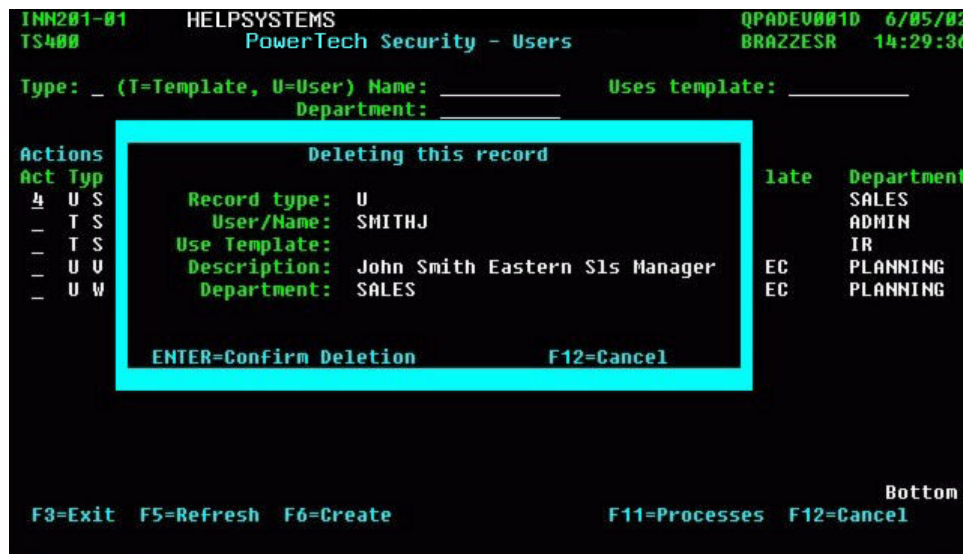 INN201-01 HELPSYSTEMS QPADEV001D 6/05/02
TS400 PowerTech Security - Users BRAZZESR 14:29:36
Type: _ (T=Template, U=User) Name: __________ Uses template: __________
Department: __________
Actions
Deleting this record
Act Typ late Department
4 U S Record type: U SALES
_ T S User/Name: SMITHJ ADMIN
_ T S Use Template: IR
_ U V Description: John Smith Eastern Sls Manager EC PLANNING
_ U W Department: SALES EC PLANNING
ENTER=Confirm Deletion F12=Cancel
Bottom
F3=Exit F5=Refresh F6=Create F11=Processes F12=Cancel